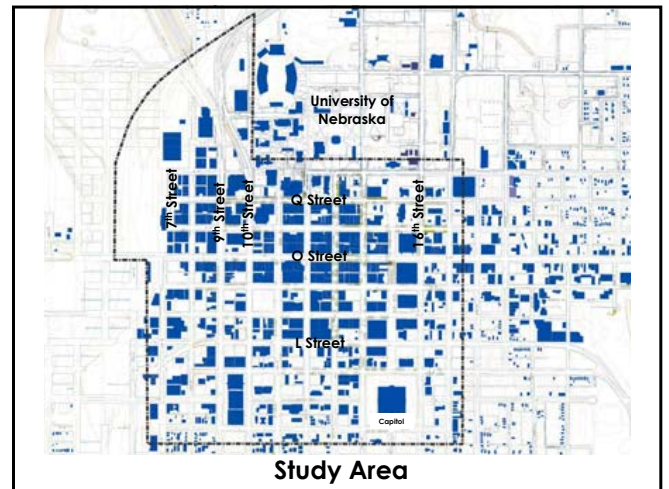 University of
Nebraska
7th Street
9th Street
10th Street
Q Street
16th Street
O Street
L Street
Capitol
Study Area